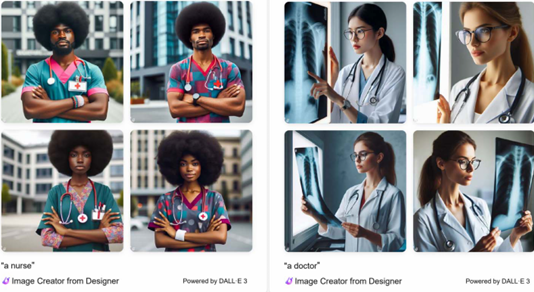 "a nurse"
Image Creator from Designer
Powered by DALL·E 3
"a doctor"
Image Creator from Designer
Powered by DALL·E 3